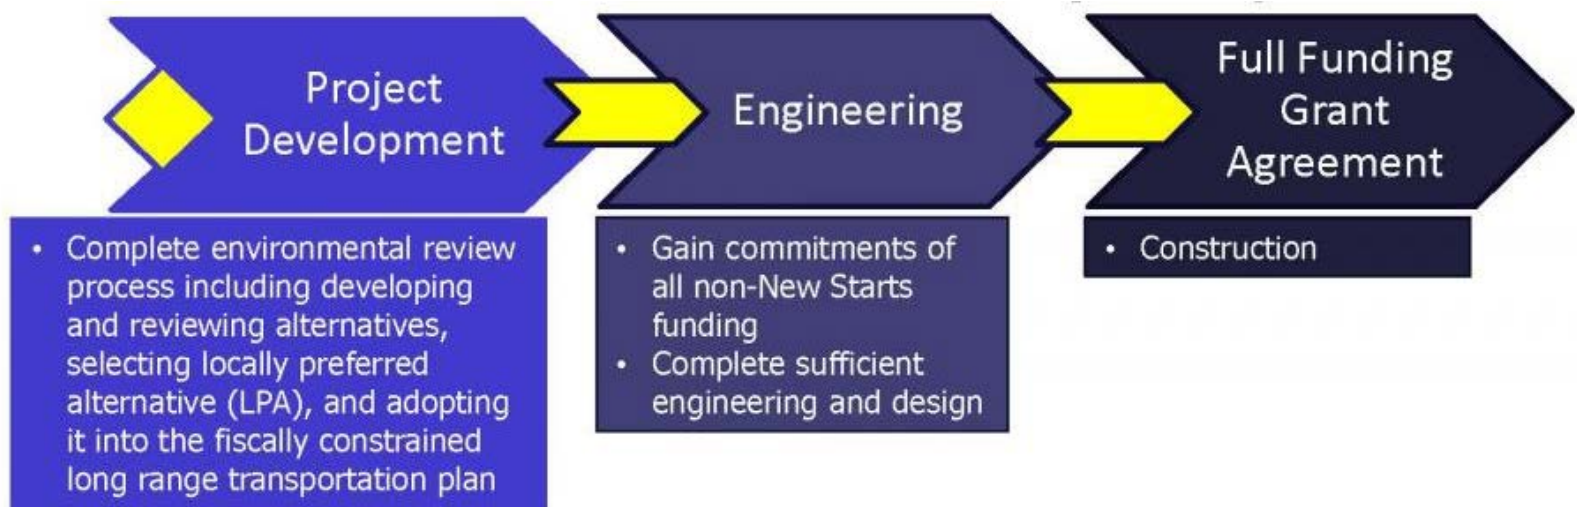 Project
Development
Engineering
Full Funding
Grant
Agreement
• Complete environmental review
process including developing
and reviewing alternatives,
selecting locally preferred
alternative (LPA), and adopting
it into the fiscally constrained
long range transportation plan
• Gain commitments of
all non-New Starts
funding
• Complete sufficient
engineering and design
• Construction